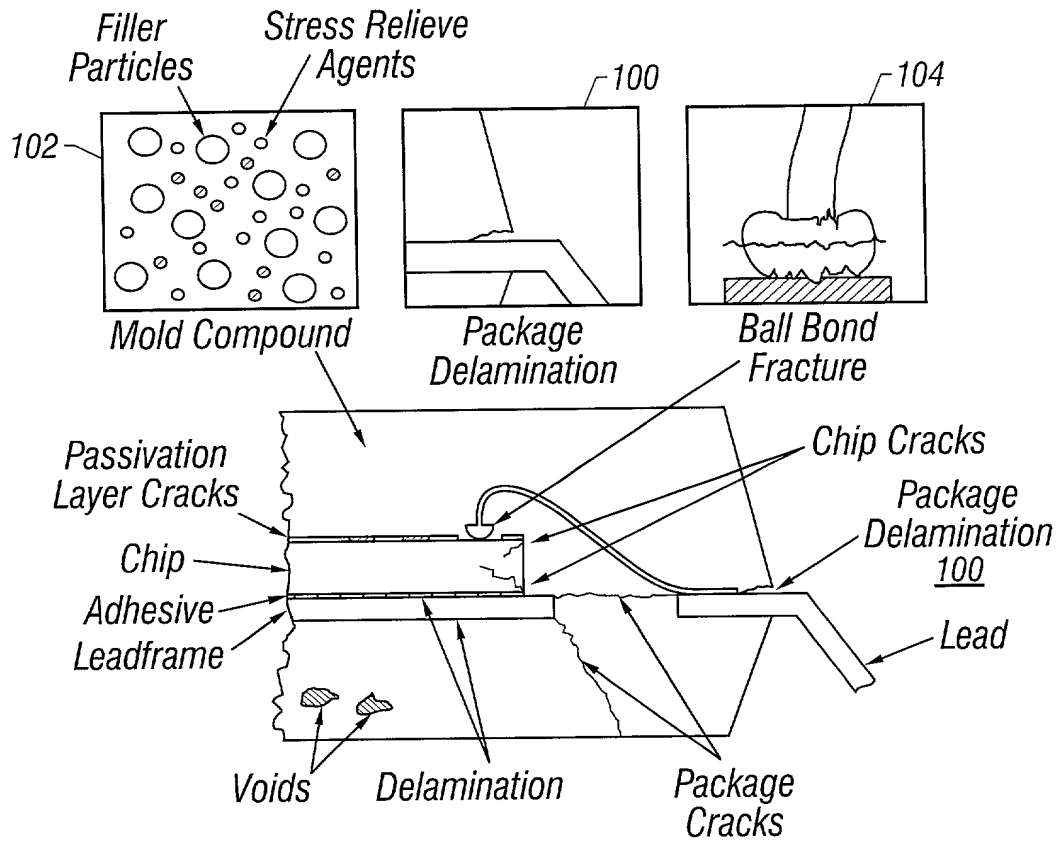 Filler
Particles
Stress Relieve
Agents
102
100
104
Mold Compound
Package
Delamination
Ball Bond
Fracture
Passivation
Layer Cracks
Chip Cracks
Package
Delamination
100
Chip
Adhesive
Leadframe
Lead
Voids
Delamination
Package
Cracks